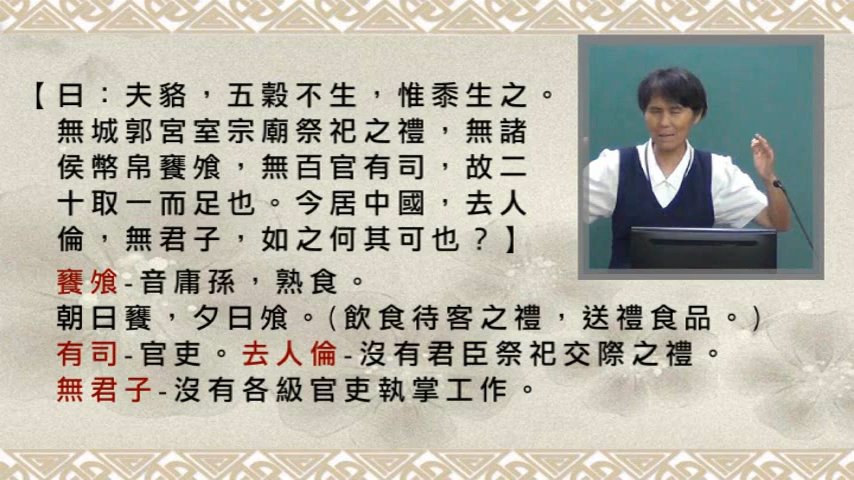 【曰：夫貉，五穀不生，惟黍生之。
無城郭宮室宗廟祭祀之禮，無諸
侯幣帛饔飧，無百官有司，故二
十取一而足也。今居中國，去人
倫，無君子，如之何其可也？】
饔飧-音庸孫，熟食。
朝曰饔，夕曰飧。(飲食待客之禮，送禮食品。)
有司-官吏。去人倫-沒有君臣祭祀交際之禮。
無君子-沒有各級官吏執掌工作。